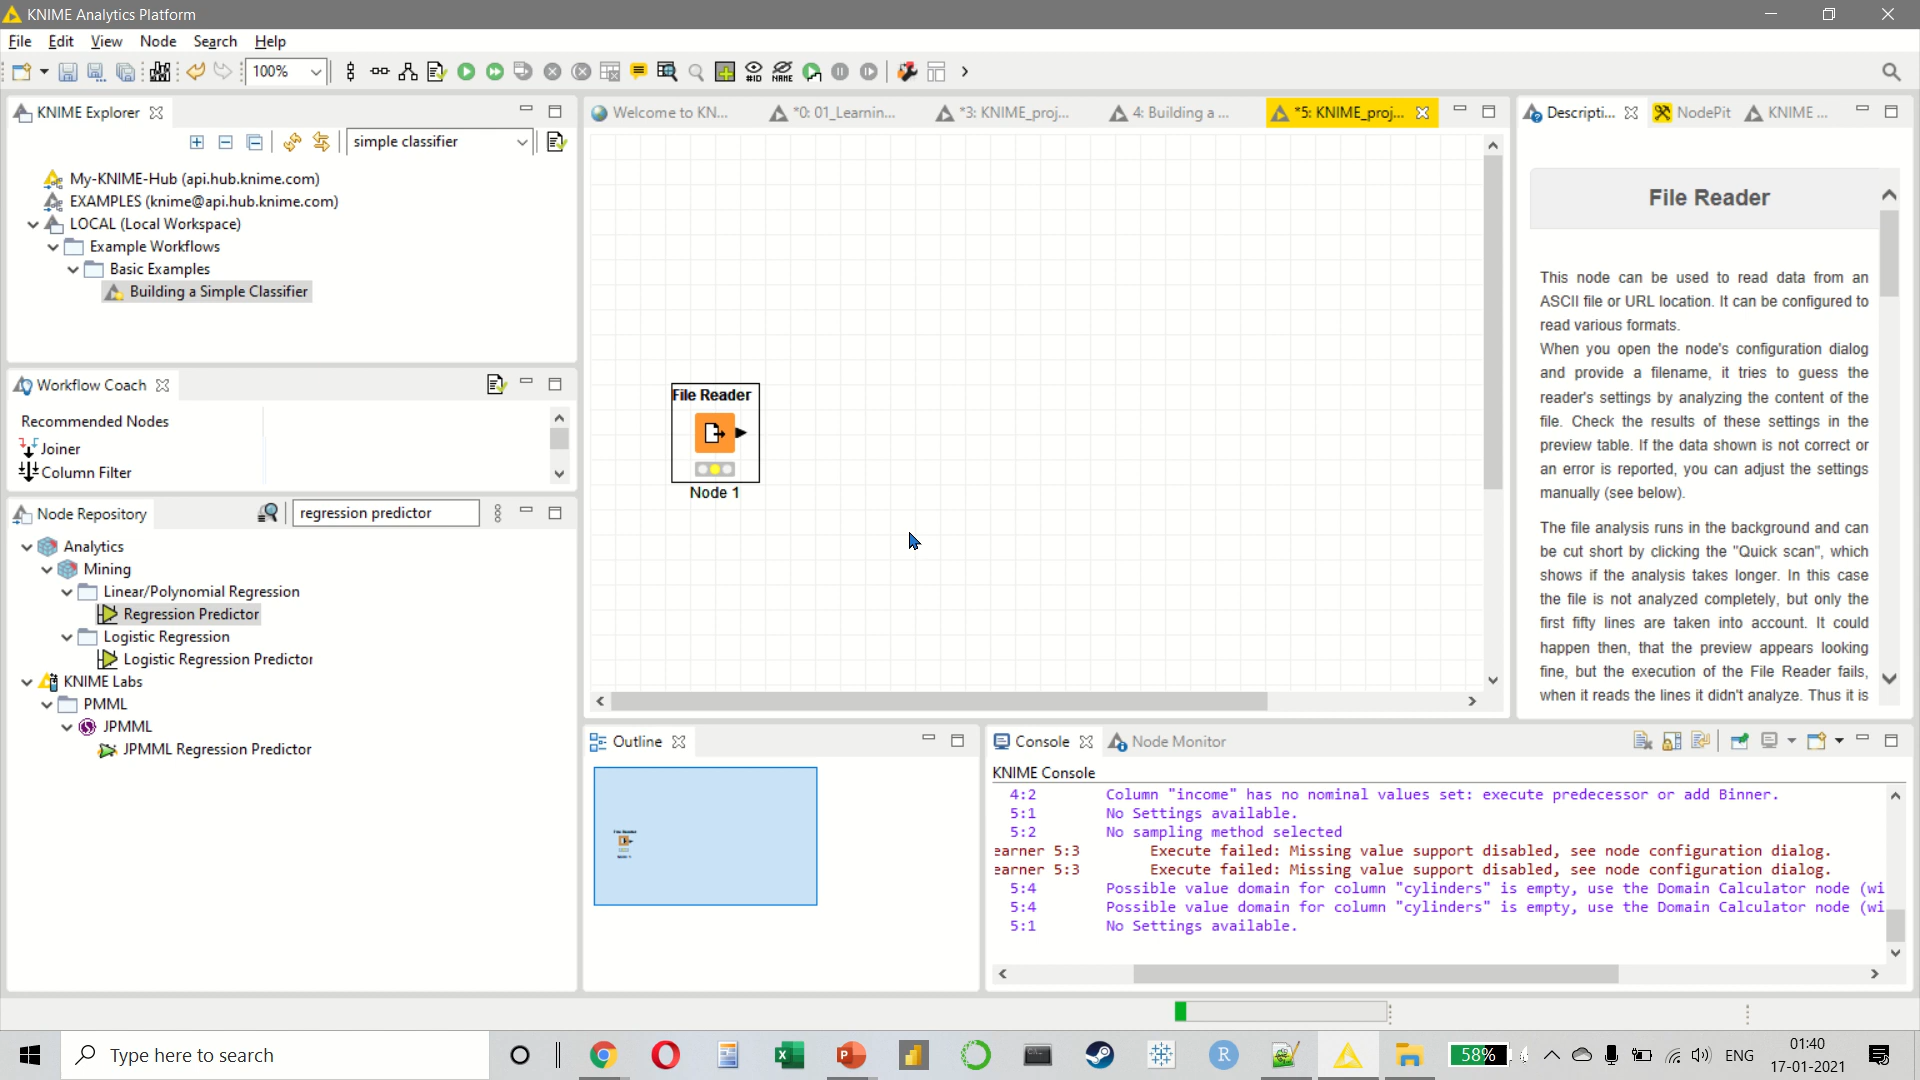 KNIME Analytics Platform
File Edit View Node Search Help
100%
#ID
NAME
KNIME Explorer
simple classifier
My-KNIME-Hub (api.hub.knime.com)
EXAMPLES (knime@api.hub.knime.com)
LOCAL (Local Workspace)
Example Workflows
Basic Examples
Building a Simple Classifier
Workflow Coach
Recommended Nodes
Joiner
Column Filter
Node Repository
regression predictor
Analytics
Mining
Linear/Polynomial Regression
Regression Predictor
Logistic Regression
Logistic Regression Predictor
KNIME Labs
PMML
JPMML
JPMML Regression Predictor
Welcome to KN...
*0: 01_Learnin...
*3: KNIME_proj...
4: Building a ...
*5: KNIME_proj...
File Reader
Node 1
Outline
File Reader
Node 1
Descripti...
NodePit
KNIME ...
File Reader
This node can be used to read data from an
ASCII file or URL location. It can be configured to
read various formats.
When you open the node's configuration dialog
and provide a filename, it tries to guess the
reader's settings by analyzing the content of the
file. Check the results of these settings in the
preview table. If the data shown is not correct or
an error is reported, you can adjust the settings
manually (see below).
The file analysis runs in the background and can
be cut short by clicking the "Quick scan", which
shows if the analysis takes longer. In this case
the file is not analyzed completely, but only the
first fifty lines are taken into account. It could
happen then, that the preview appears looking
fine, but the execution of the File Reader fails,
when it reads the lines it didn't analyze. Thus it is
Console
Node Monitor
KNIME Console
4:2 Column "income" has no nominal values set: execute predecessor or add Binner.
5:1 No Settings available.
5:2 No sampling method selected
earner 5:3 Execute failed: Missing value support disabled, see node configuration dialog.
earner 5:3 Execute failed: Missing value support disabled, see node configuration dialog.
5:4 Possible value domain for column "cylinders" is empty, use the Domain Calculator node (wi
5:4 Possible value domain for column "cylinders" is empty, use the Domain Calculator node (wi
5:1 No Settings available.
Type here to search
R
58%
ENG
01:40
17-01-2021